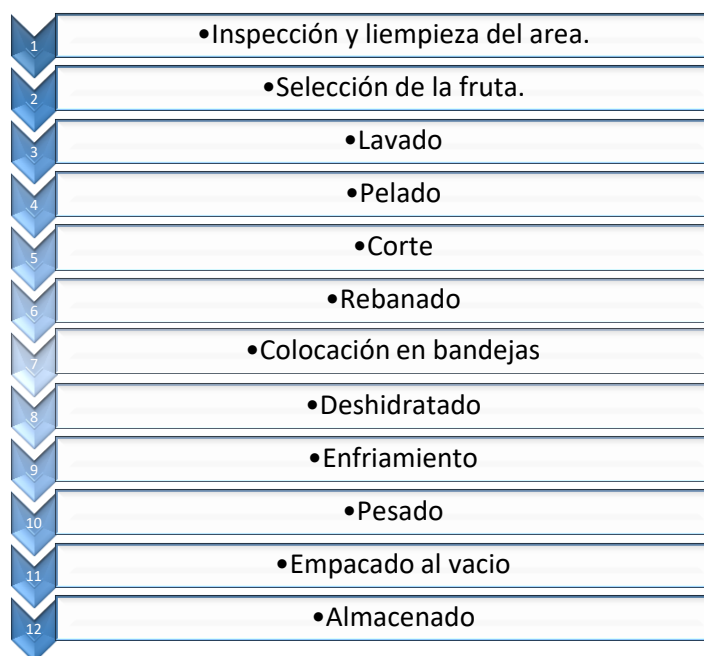 1 •Inspección y liempieza del area.
2 •Selección de la fruta.
3 •Lavado
4 •Pelado
5 •Corte
6 •Rebanado
7 •Colocación en bandejas
8 •Deshidratado
9 •Enfriamiento
10 •Pesado
11 •Empacado al vacio
12 •Almacenado